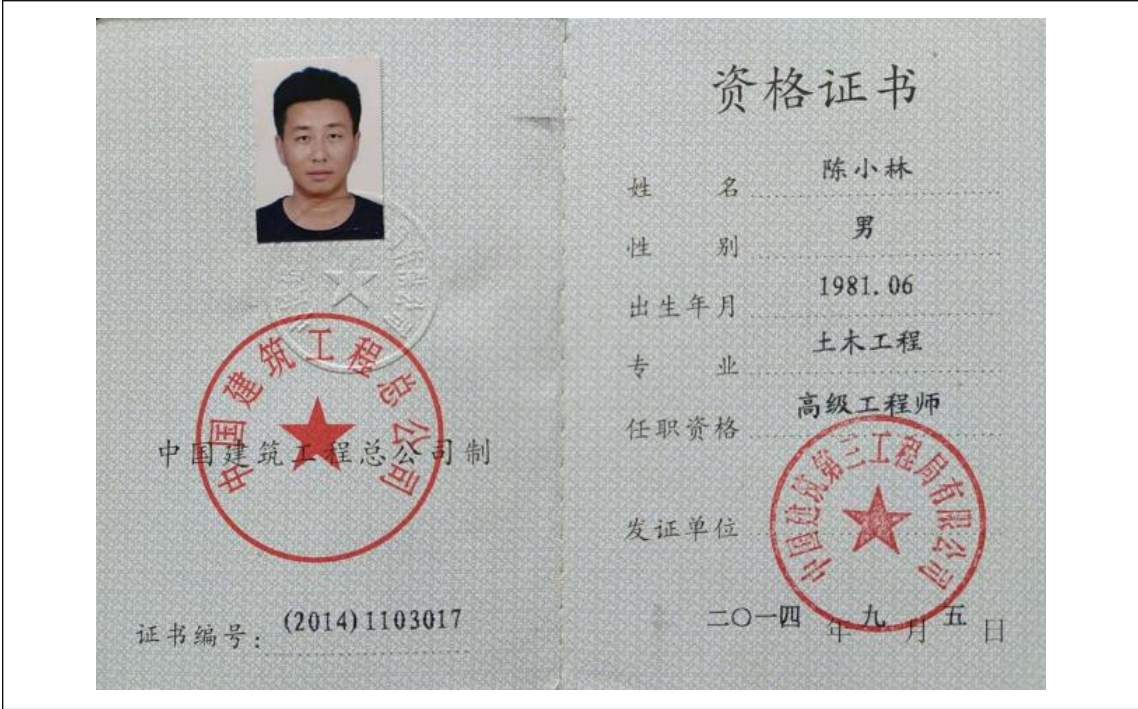 中国建筑工程总公司
中国建筑工程总公司制
证书编号：(2014)1103017
资格证书
姓名 陈小林
性别 男
出生年月 1981.06
专业 土木工程
任职资格 高级工程师
发证单位
中国建筑第三工程局有限公司
二〇一四年九月五日